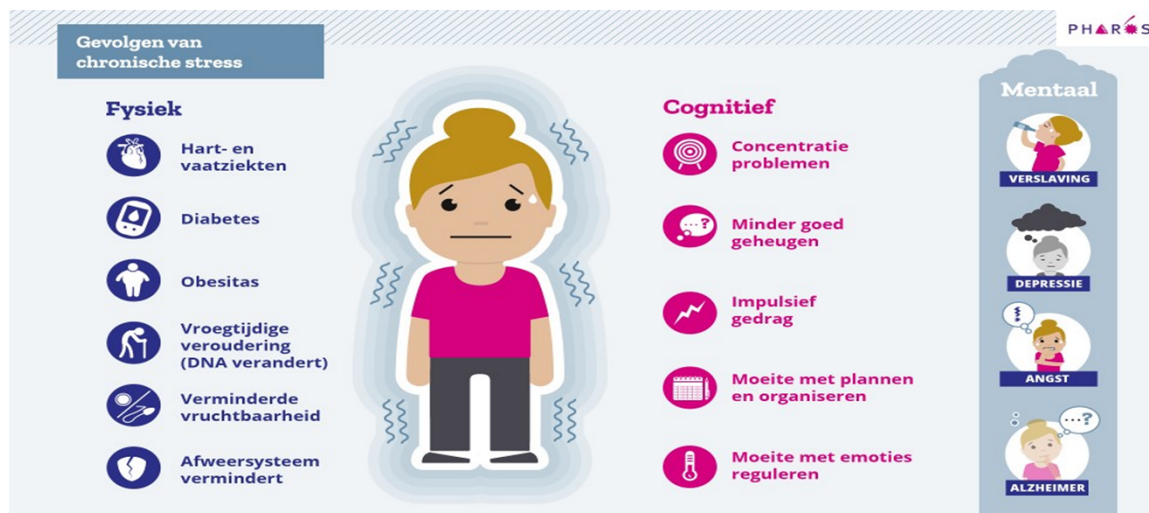 PHAROS
Gevolgen van
chronische stress
Fysiek
Hart- en
vaatziekten
Diabetes
Obesitas
Vroegtijdige
veroudering
(DNA verandert)
Verminderde
vruchtbaarheid
Afweersysteem
vermindert
Cognitief
Concentratie
problemen
Minder goed
geheugen
...?
Impulsief
gedrag
Moeite met plannen
en organiseren
Moeite met emoties
reguleren
Mentaal
VERSLAVING
DEPRESSIE
ANGST
...?
ALZHEIMER